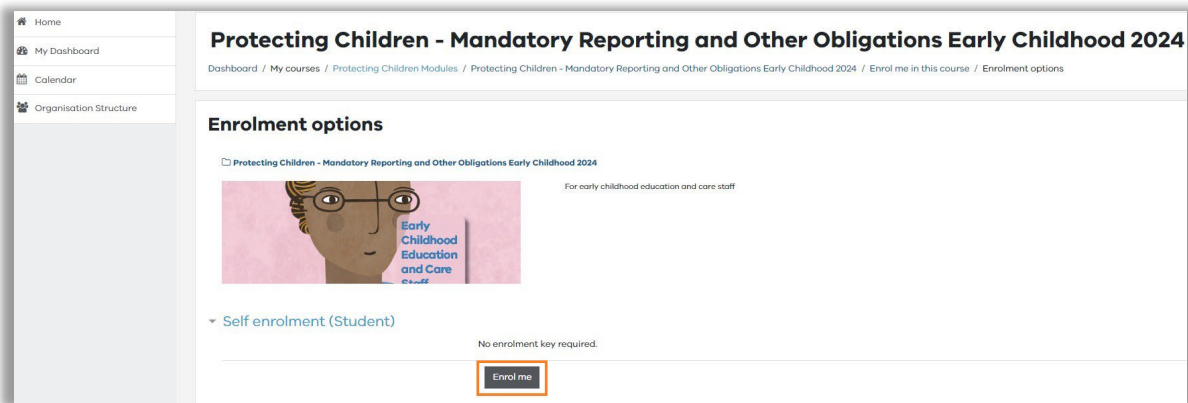 Home
My Dashboard
Calendar
Organisation Structure
Protecting Children - Mandatory Reporting and Other Obligations Early Childhood 2024
Dashboard / My courses / Protecting Children Modules / Protecting Children - Mandatory Reporting and Other Obligations Early Childhood 2024 / Enrol me in this course / Enrolment options
Enrolment options
Protecting Children - Mandatory Reporting and Other Obligations Early Childhood 2024
For early childhood education and care staff
Early
Childhood
Education
and Care
Staff
Self enrolment (Student)
No enrolment key required.
Enrol me